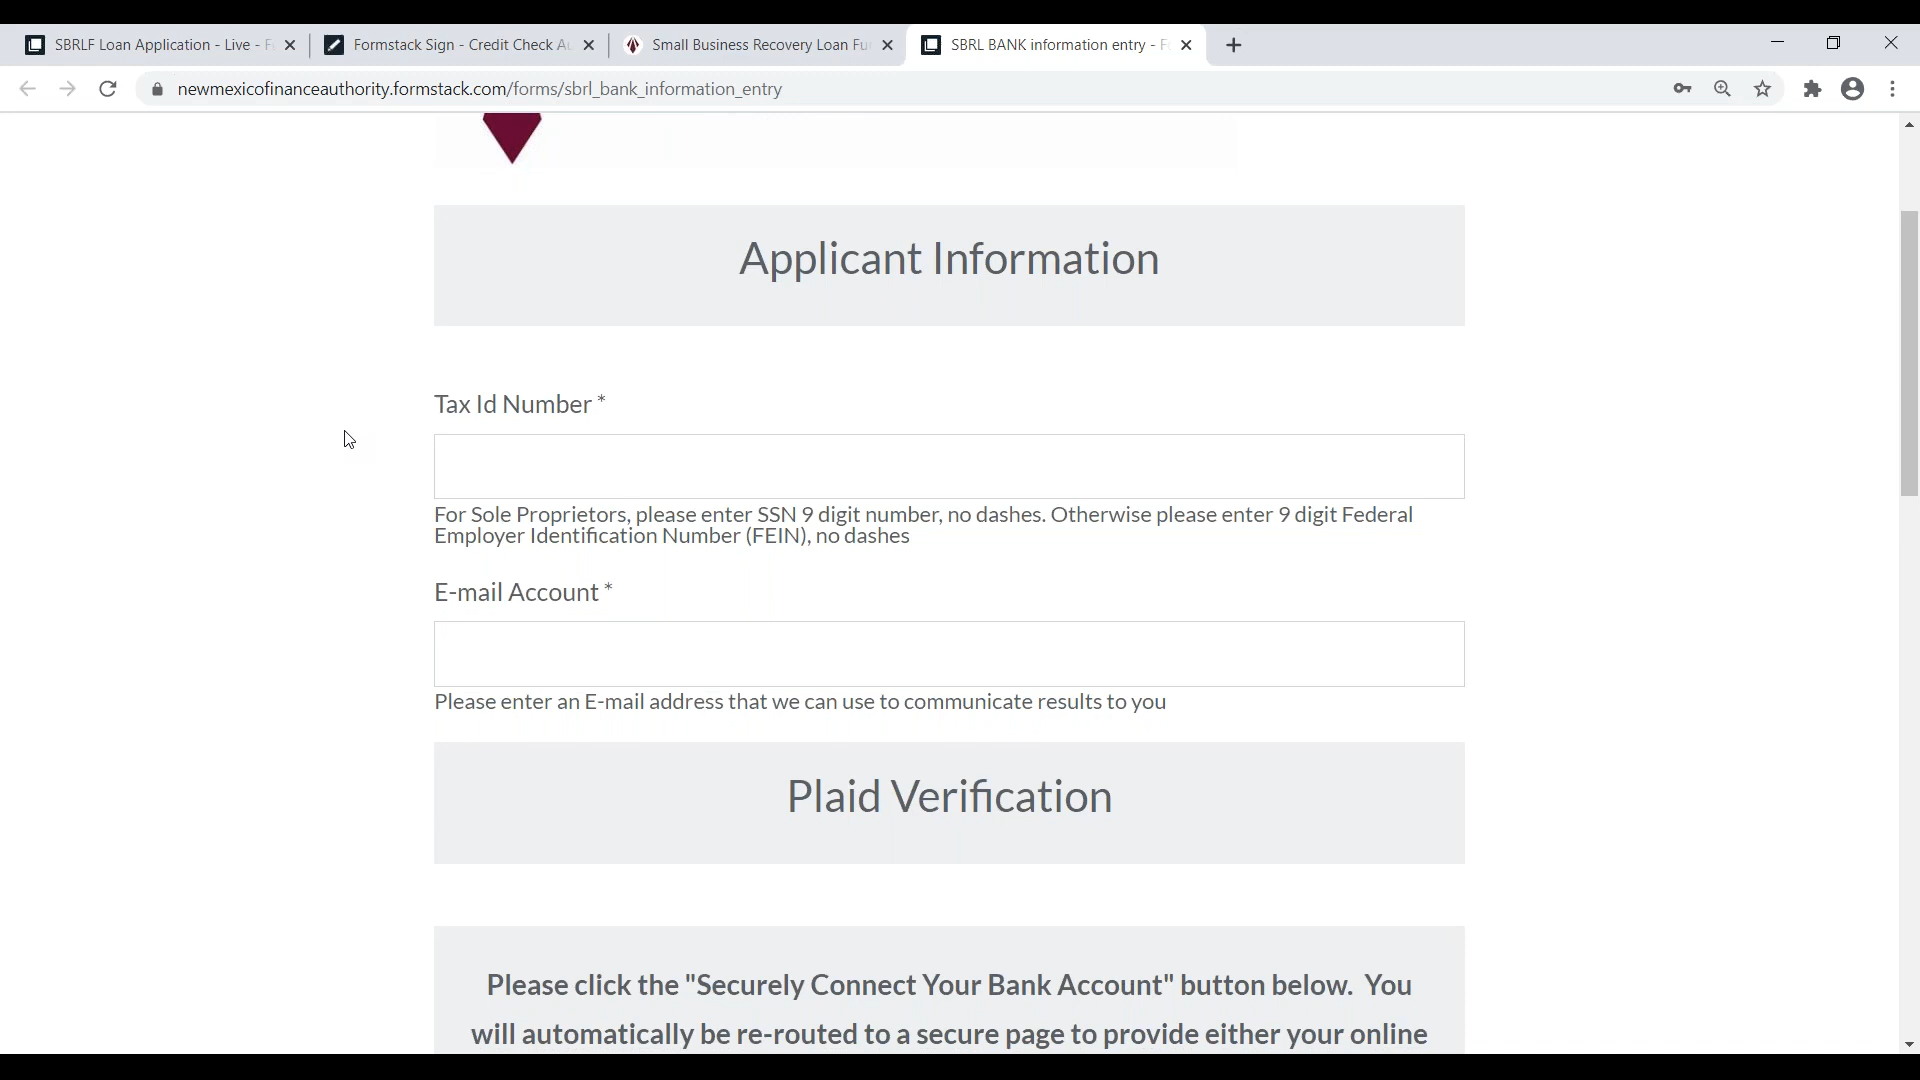 SBRLF Loan Application - Live -
Formstack Sign - Credit Check
Small Business Recovery Loan
SBRL BANK information entry -
newmexicofinanceauthority.formstack.com/forms/sbrl_bank_information_entry
Applicant Information
Tax Id Number *
For Sole Proprietors, please enter SSN 9 digit number, no dashes. Otherwise please enter 9 digit Federal
Employer Identification Number (FEIN), no dashes
E-mail Account *
Please enter an E-mail address that we can use to communicate results to you
Plaid Verification
Please click the "Securely Connect Your Bank Account" button below.  You
will automatically be re-routed to a secure page to provide either your online